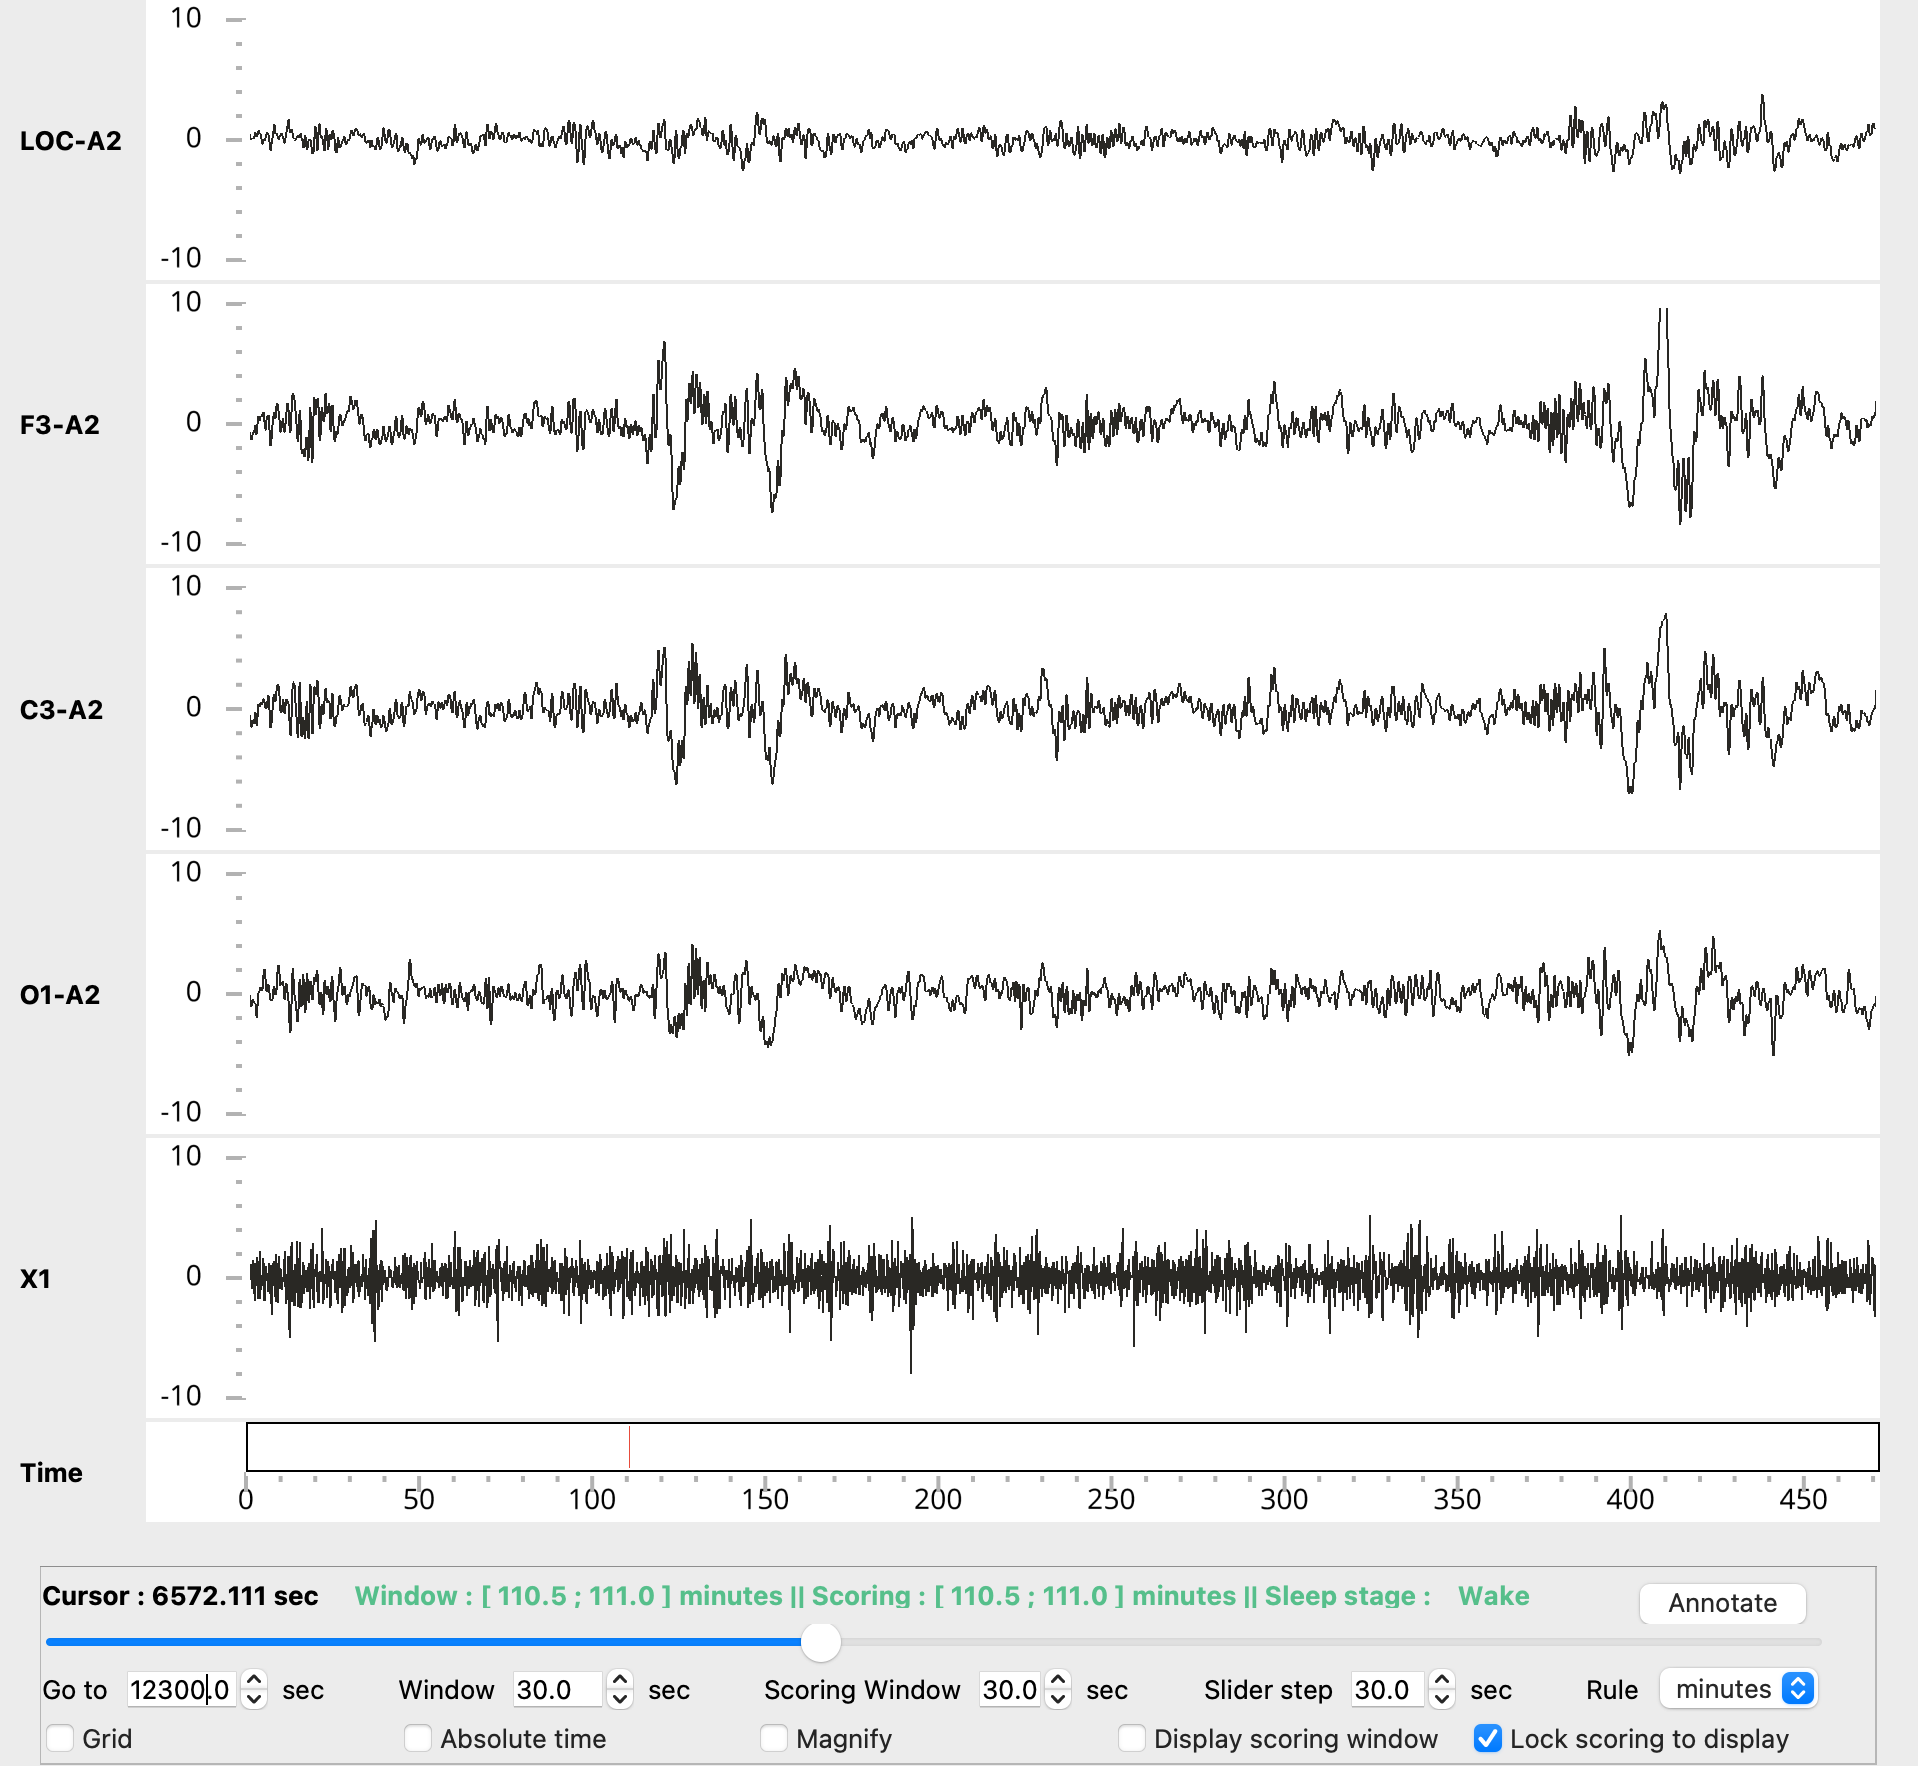 10
LOC-A2 0
-10
10
F3-A2 0
-10
10
C3-A2 0
-10
10
O1-A2 0
-10
10
X1 0
-10
Time
0 50 100 150 200 250 300 350 400 450
Cursor : 6572.111 sec Window : [ 110.5 ; 111.0 ] minutes || Scoring : [ 110.5 ; 111.0 ] minutes || Sleep stage : Wake Annotate
Go to 12300.0 sec Window 30.0 sec Scoring Window 30.0 sec Slider step 30.0 sec Rule minutes
Grid Absolute time Magnify Display scoring window Lock scoring to display